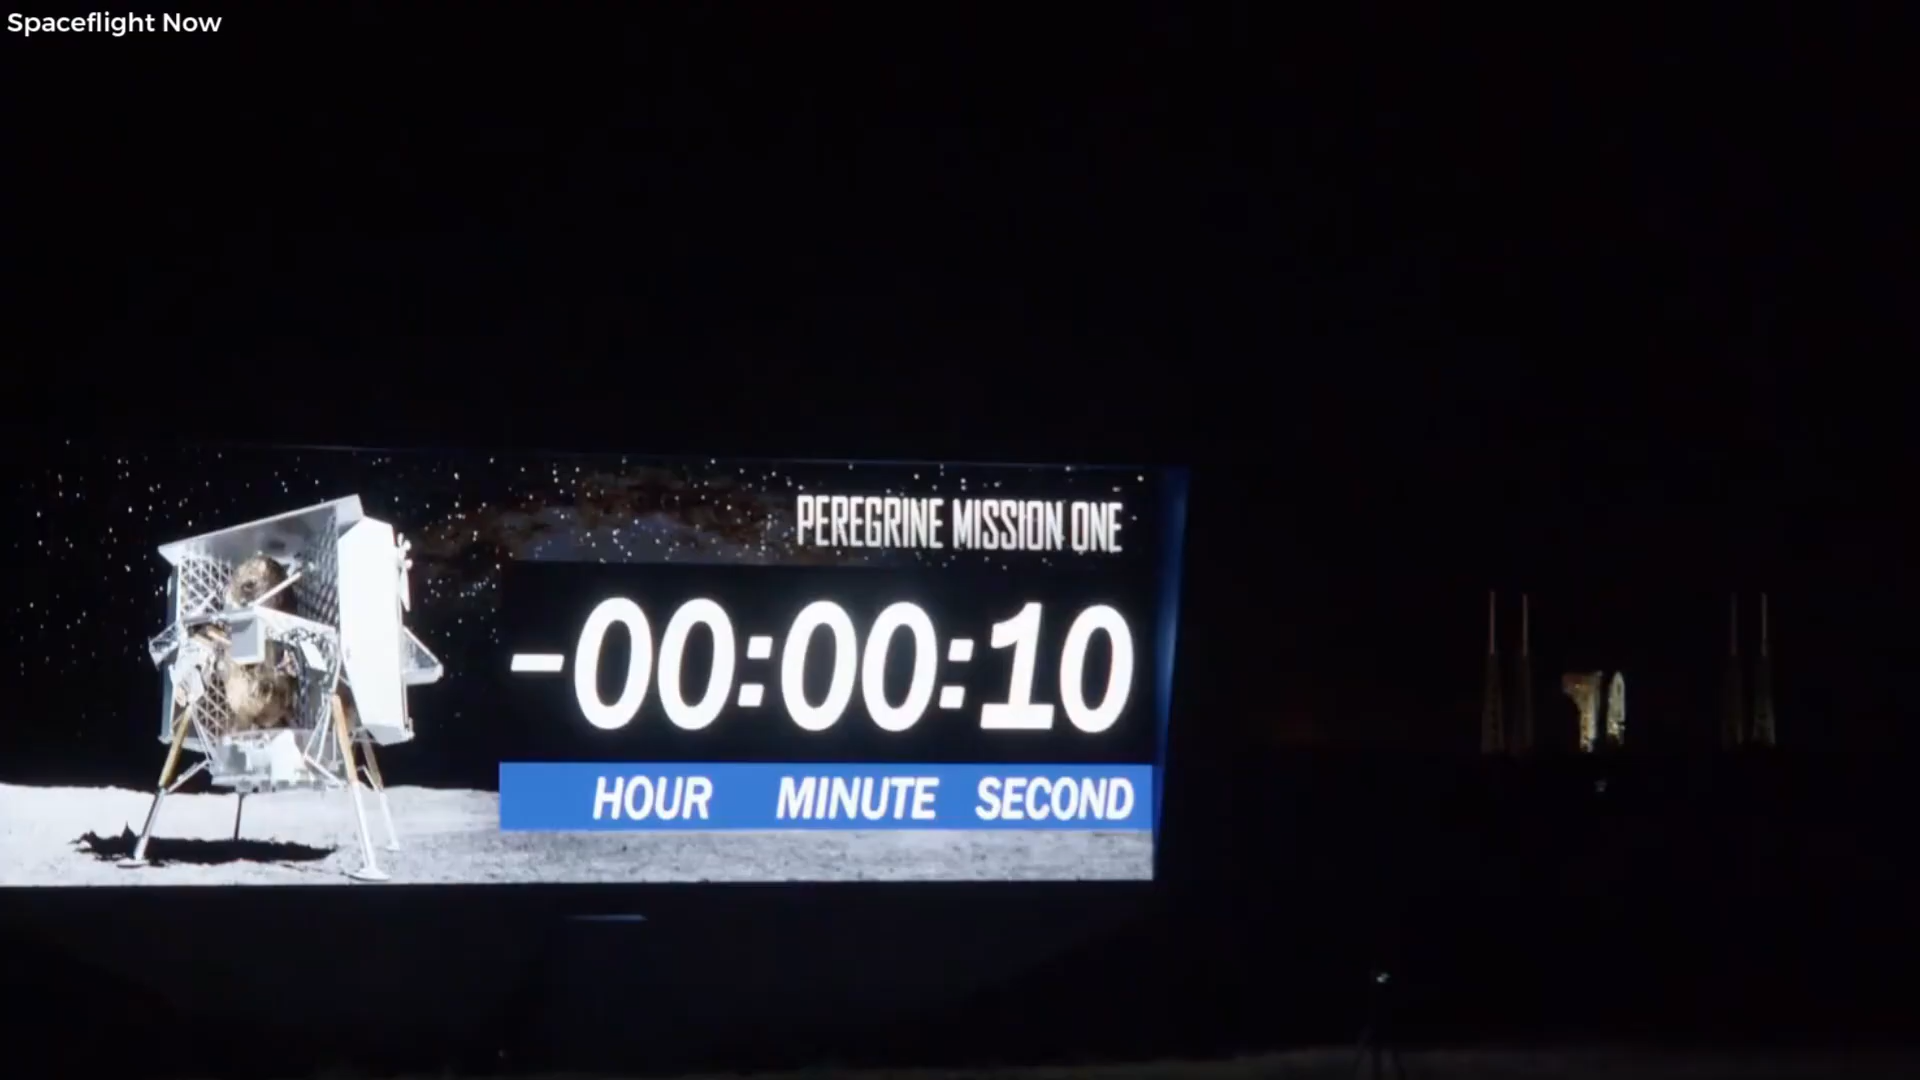 Spaceflight Now
PEREGRINE MISSION ONE
-00:00:10
HOUR MINUTE SECOND